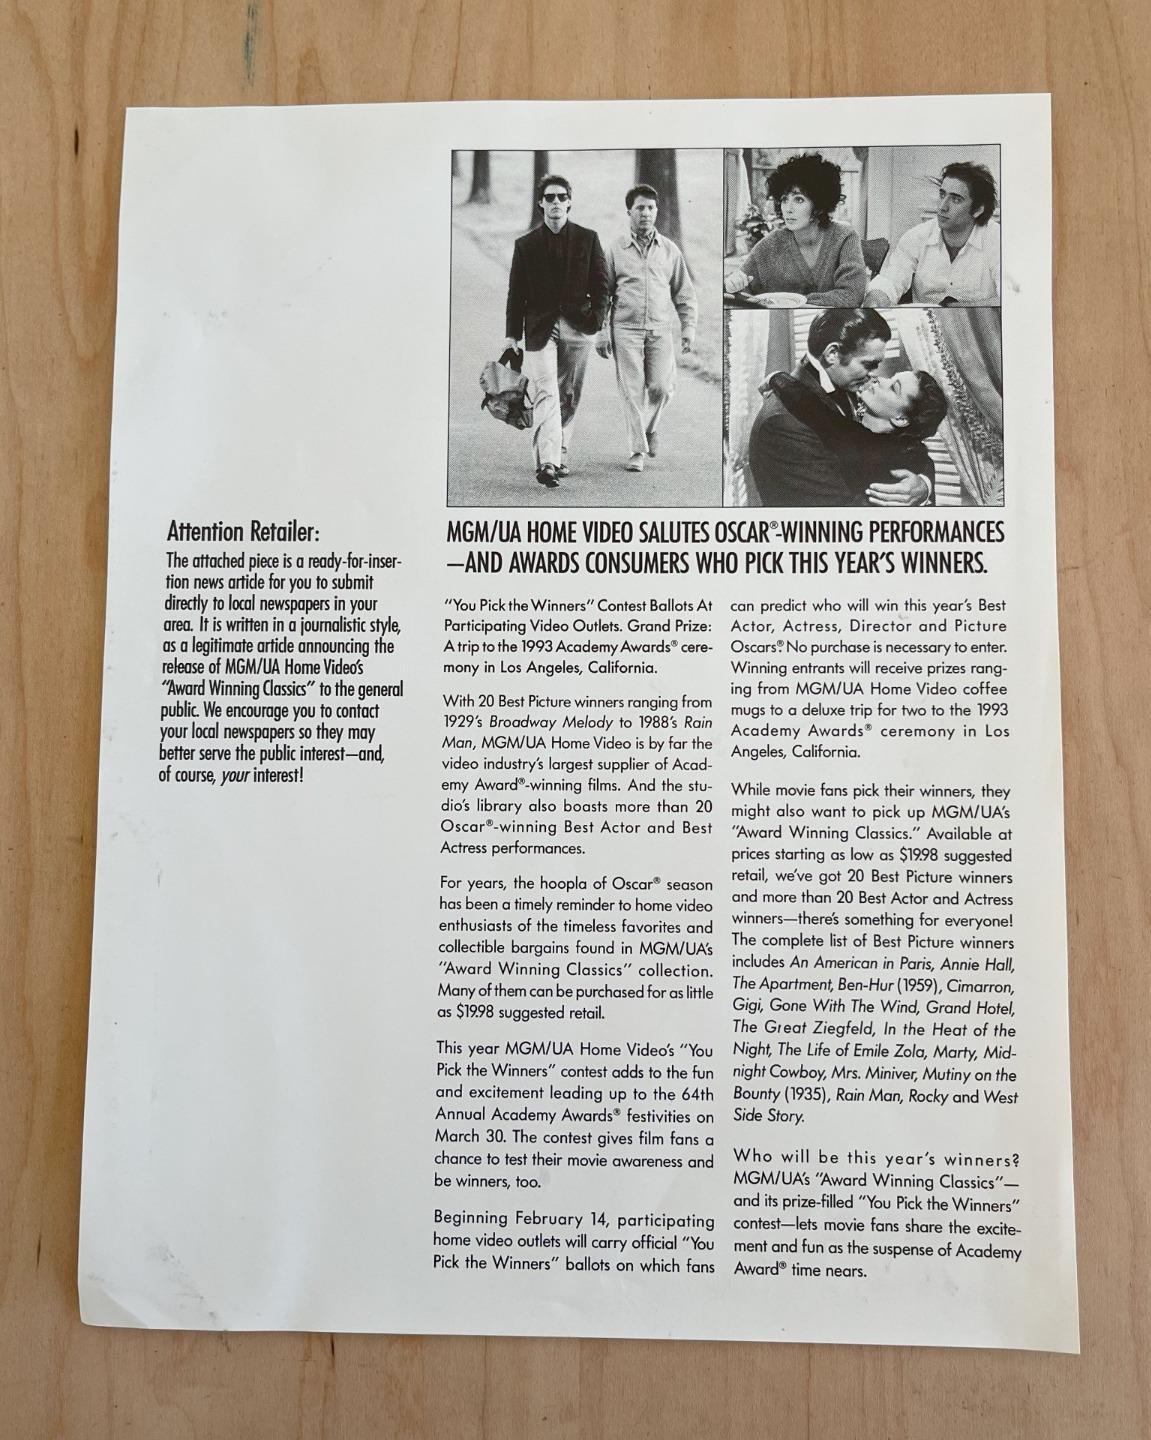 Attention Retailer:
The attached piece is a ready-for-inser-
tion news article for you to submit
directly to local newspapers in your
area. It is written in a journalistic style,
as a legitimate article announcing the
release of MGM/UA Home Video's
"Award Winning Classics" to the general
public. We encourage you to contact
your local newspapers so they may
better serve the public interest—and,
of course, your interest!
MGM/UA HOME VIDEO SALUTES OSCAR®-WINNING PERFORMANCES
—AND AWARDS CONSUMERS WHO PICK THIS YEAR'S WINNERS.
"You Pick the Winners" Contest Ballots At
Participating Video Outlets. Grand Prize:
A trip to the 1993 Academy Awards® cere-
mony in Los Angeles, California.
With 20 Best Picture winners ranging from
1929's Broadway Melody to 1988's Rain
Man, MGM/UA Home Video is by far the
video industry's largest supplier of Acad-
emy Award®-winning films. And the stu-
dio's library also boasts more than 20
Oscar®-winning Best Actor and Best
Actress performances.
For years, the hoopla of Oscar® season
has been a timely reminder to home video
enthusiasts of the timeless favorites and
collectible bargains found in MGM/UA's
"Award Winning Classics" collection.
Many of them can be purchased for as little
as $19.98 suggested retail.
This year MGM/UA Home Video's "You
Pick the Winners" contest adds to the fun
and excitement leading up to the 64th
Annual Academy Awards® festivities on
March 30. The contest gives film fans a
chance to test their movie awareness and
be winners, too.
Beginning February 14, participating
home video outlets will carry official "You
Pick the Winners" ballots on which fans
can predict who will win this year's Best
Actor, Actress, Director and Picture
Oscars®. No purchase is necessary to enter.
Winning entrants will receive prizes rang-
ing from MGM/UA Home Video coffee
mugs to a deluxe trip for two to the 1993
Academy Awards® ceremony in Los
Angeles, California.
While movie fans pick their winners, they
might also want to pick up MGM/UA's
"Award Winning Classics." Available at
prices starting as low as $19.98 suggested
retail, we've got 20 Best Picture winners
and more than 20 Best Actor and Actress
winners—there's something for everyone!
The complete list of Best Picture winners
includes An American in Paris, Annie Hall,
The Apartment, Ben-Hur (1959), Cimarron,
Gigi, Gone With The Wind, Grand Hotel,
The Great Ziegfeld, In the Heat of the
Night, The Life of Emile Zola, Marty, Mid-
night Cowboy, Mrs. Miniver, Mutiny on the
Bounty (1935), Rain Man, Rocky and West
Side Story.
Who will be this year's winners?
MGM/UA's "Award Winning Classics"—
and its prize-filled "You Pick the Winners"
contest—lets movie fans share the excite-
ment and fun as the suspense of Academy
Award® time nears.